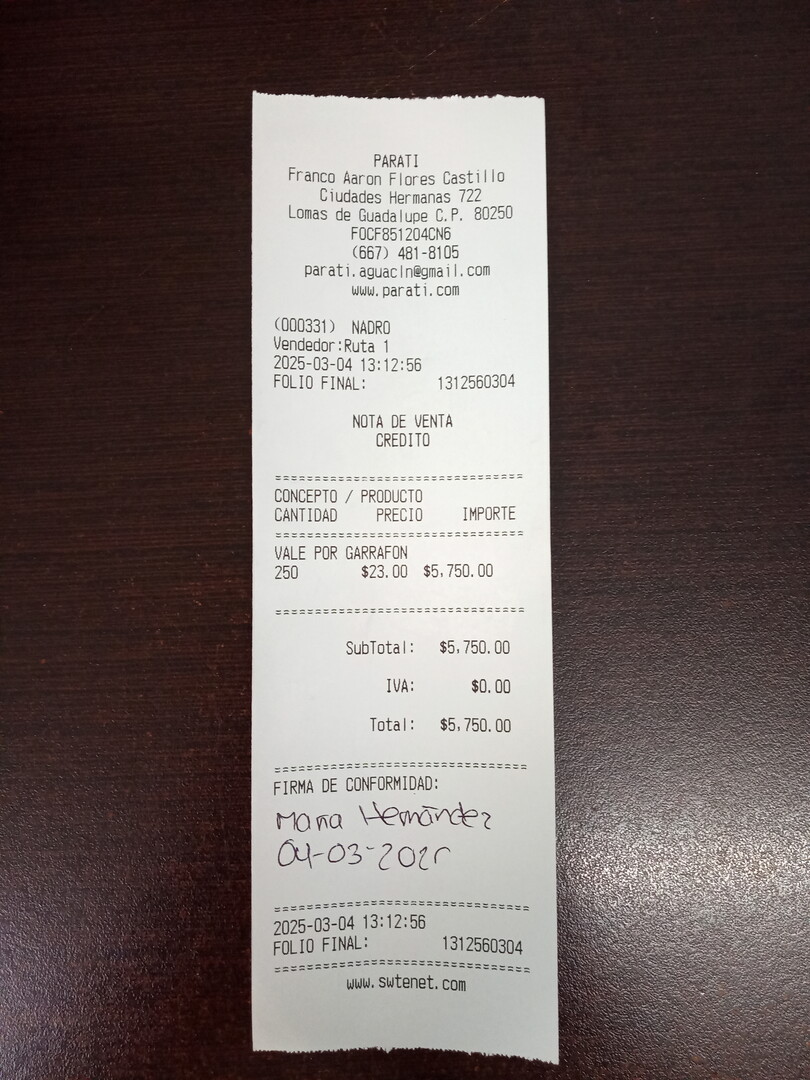 PARATI
Franco Aaron Flores Castillo
Ciudades Hermanas 722
Lomas de Guadalupe C.P. 80250
FOCF851204CN6
(667) 481-8105
parati.aguacln@gmail.com
www.parati.com
(000331) NADRO
Vendedor:Ruta 1
2025-03-04 13:12:56
FOLIO FINAL: 1312560304
NOTA DE VENTA
CREDITO
================================
CONCEPTO / PRODUCTO
CANTIDAD PRECIO IMPORTE
================================
VALE POR GARRAFON
250 $23.00 $5,750.00
================================
SubTotal: $5,750.00
IVA: $0.00
Total: $5,750.00
================================
FIRMA DE CONFORMIDAD:
Maria Hernández
04-03-2025
================================
2025-03-04 13:12:56
FOLIO FINAL: 1312560304
================================
www.swtenet.com